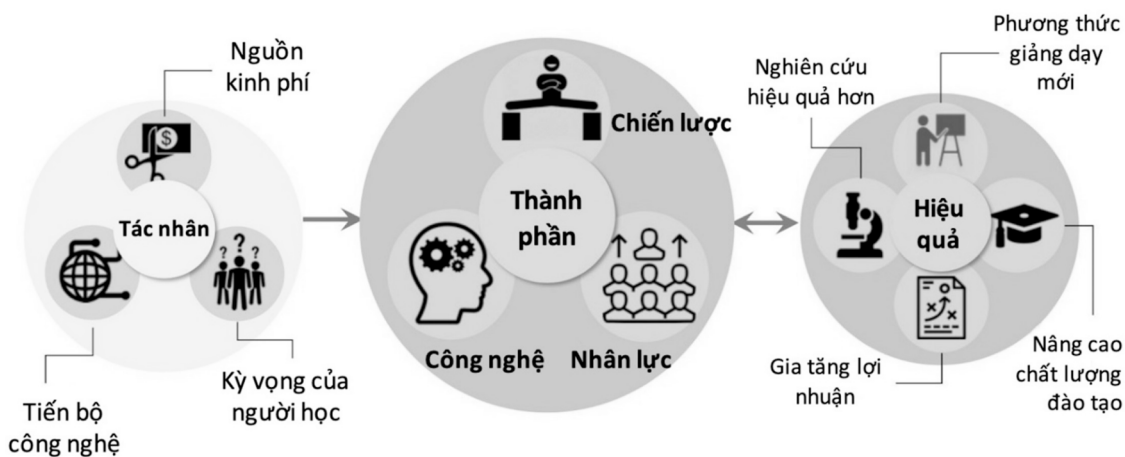 Nguồn
kinh phí
Tác nhân
Tiến bộ
công nghệ
Kỳ vọng của
người học
Chiến lược
Thành
phần
Công nghệ
Nhân lực
Phương thức
giảng dạy
mới
Nghiên cứu
hiệu quả hơn
Hiệu
quả
Gia tăng lợi
nhuận
Nâng cao
chất lượng
đào tạo